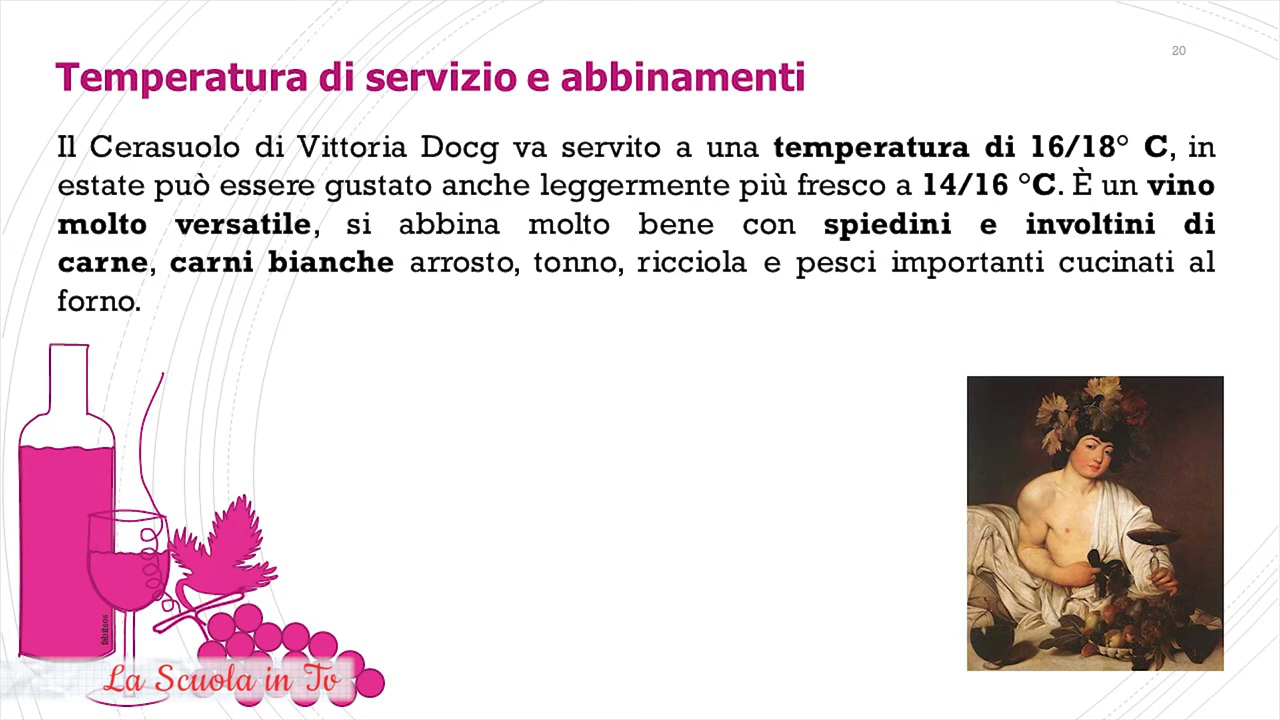 20
Temperatura di servizio e abbinamenti
Il Cerasuolo di Vittoria Docg va servito a una temperatura di 16/18° C, in
estate può essere gustato anche leggermente più fresco a 14/16 °C. È un vino
molto versatile, si abbina molto bene con spiedini e involtini di
carne, carni bianche arrosto, tonno, ricciola e pesci importanti cucinati al
forno.
La Scuola in Tv